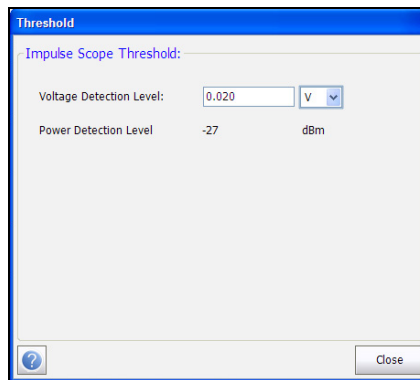 Threshold
Impulse Scope Threshold:
Voltage Detection Level: 0.020 V
Power Detection Level -27 dBm
?
Close